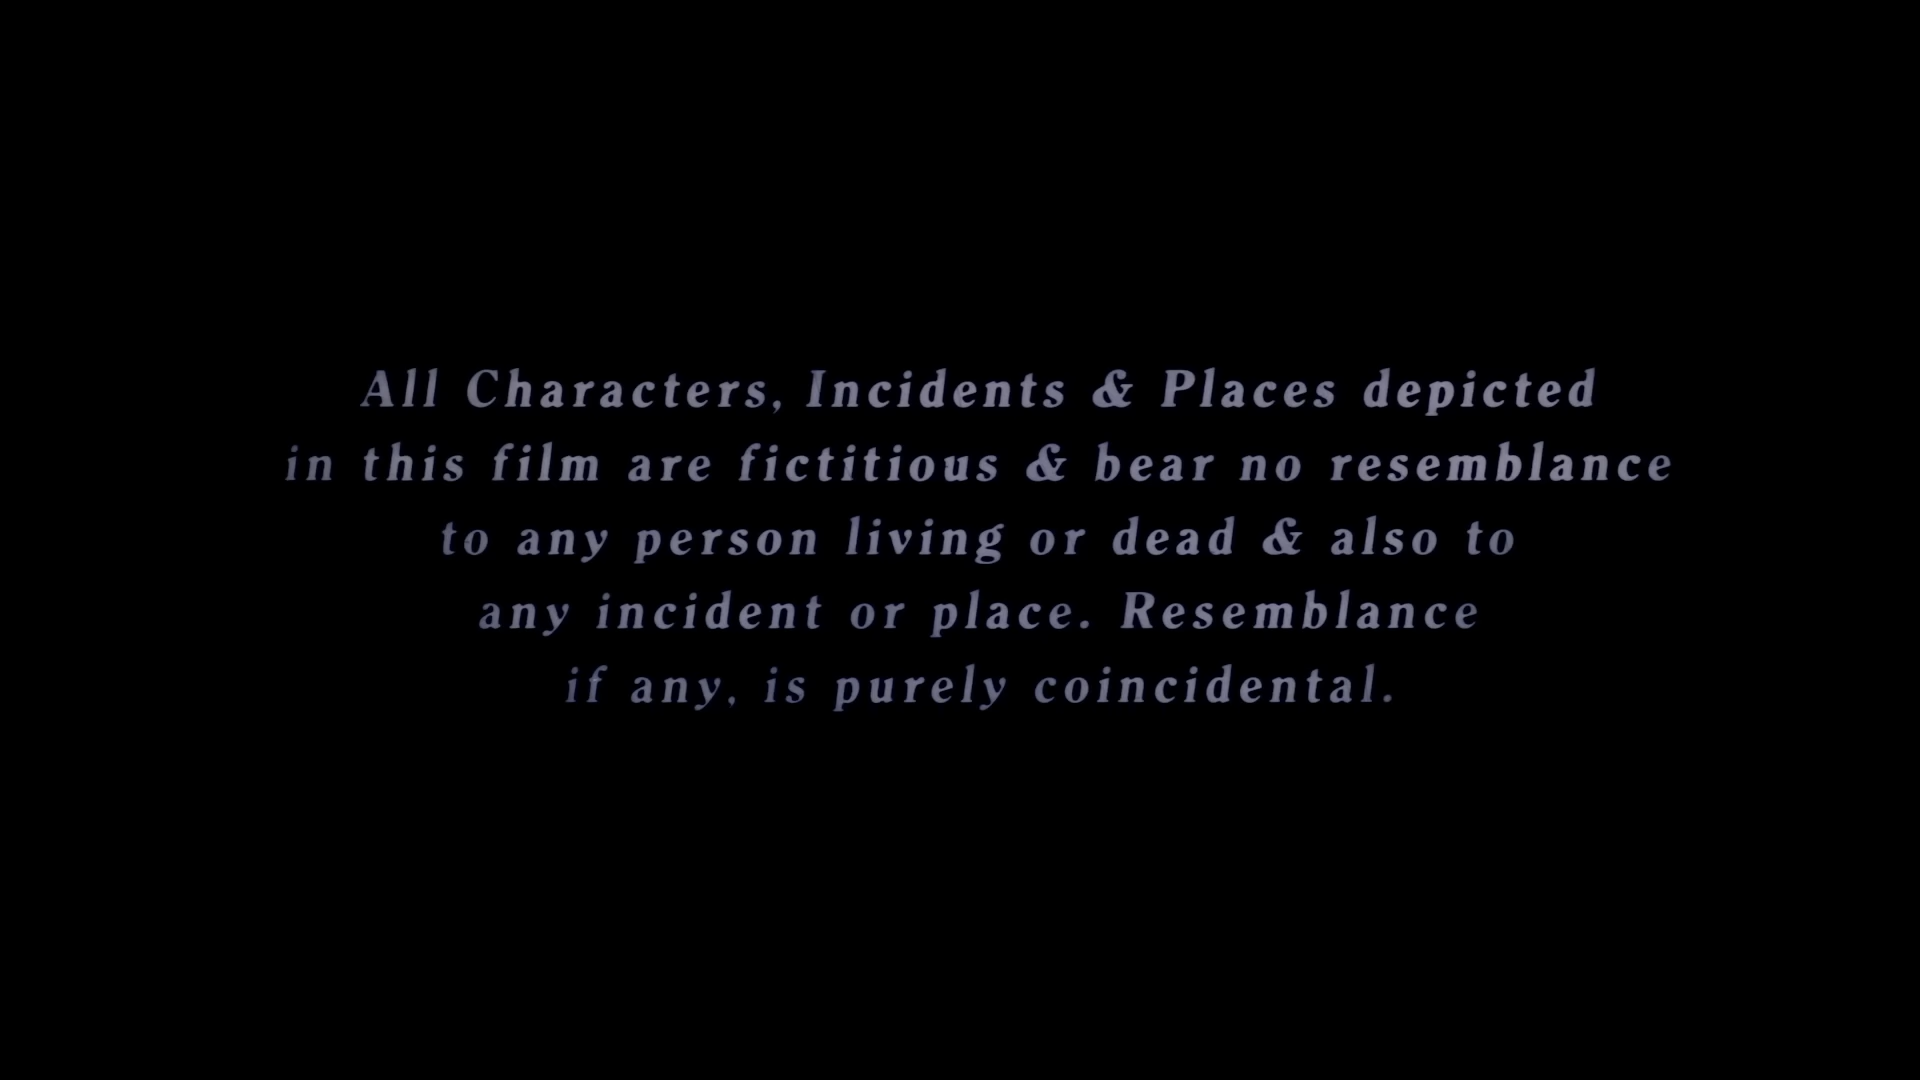 All Characters, Incidents & Places depicted
in this film are fictitious & bear no resemblance
to any person living or dead & also to
any incident or place. Resemblance
if any, is purely coincidental.